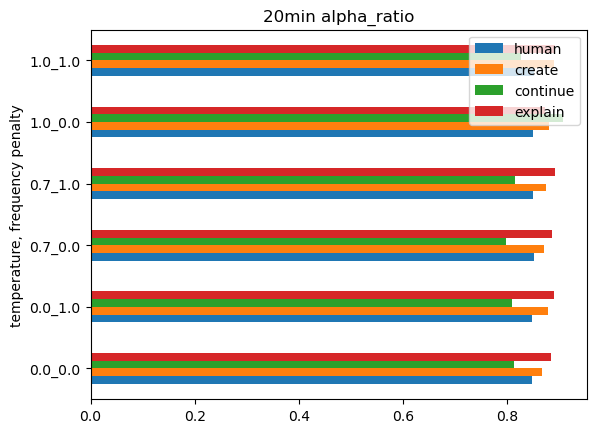 20min alpha_ratio
human
create
continue
explain
1.0_1.0
1.0_0.0
0.7_1.0
0.7_0.0
0.0_1.0
0.0_0.0
temperature, frequency penalty
0.0
0.2
0.4
0.6
0.8